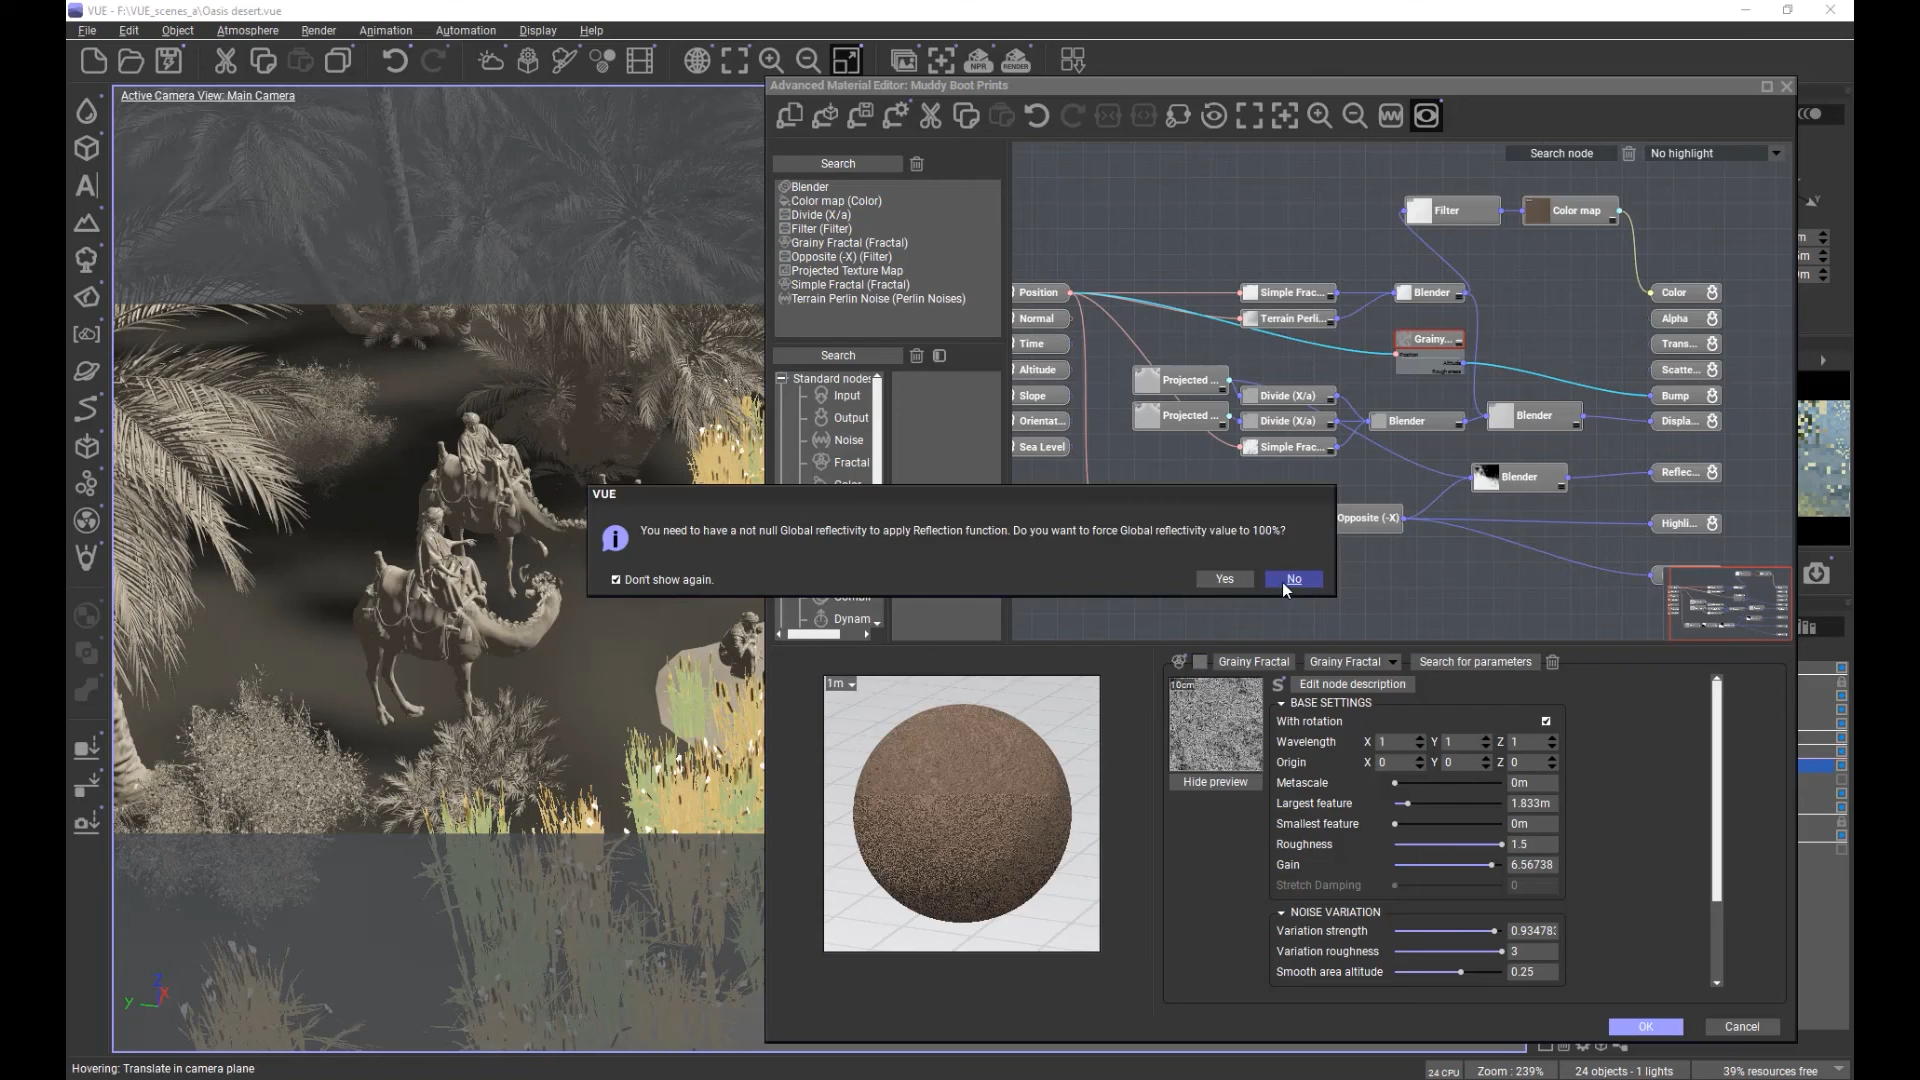 VUE - F:\VUE_scenes_a\Oasis desert.vue
File Edit Object Atmosphere Render Animation Automation Display Help
NPR RENDER
Active Camera View: Main Camera
Advanced Material Editor: Muddy Boot Prints
Search
Search node No highlight
Blender
Color map (Color)
Divide (X/a)
Filter (Filter)
Grainy Fractal (Fractal)
Opposite (-X) (Filter)
Projected Texture Map
Simple Fractal (Fractal)
Terrain Perlin Noise (Perlin Noises)
Search
Standard nodes
Input
Output
Noise
Fractal
Dynam
Filter Color map
Position Simple Frac... Blender Color
Normal Terrain Perli... Alpha
Time Grainy... Trans...
Position
Altitude
Roughness
Altitude Projected ... Scatte...
Slope Divide (X/a) Bump
Orientat... Projected ... Divide (X/a) Blender Blender Displa...
Sea Level Simple Frac...
Blender Reflec...
Opposite (-X) Highli...
VUE
You need to have a not null Global reflectivity to apply Reflection function. Do you want to force Global reflectivity value to 100%?
Don't show again. Yes No
1m
Grainy Fractal Grainy Fractal Search for parameters
10cm
Edit node description
Hide preview
BASE SETTINGS
With rotation
Wavelength X 1 Y 1 Z 1
Origin X 0 Y 0 Z 0
Metascale 0m
Largest feature 1.833m
Smallest feature 0m
Roughness 1.5
Gain 6.56738
Stretch Damping 0
NOISE VARIATION
Variation strength 0.93478
Variation roughness 3
Smooth area altitude 0.25
OK Cancel
Z
Y X
Hovering: Translate in camera plane
24 CPU Zoom : 239% 24 objects - 1 lights 39% resources free